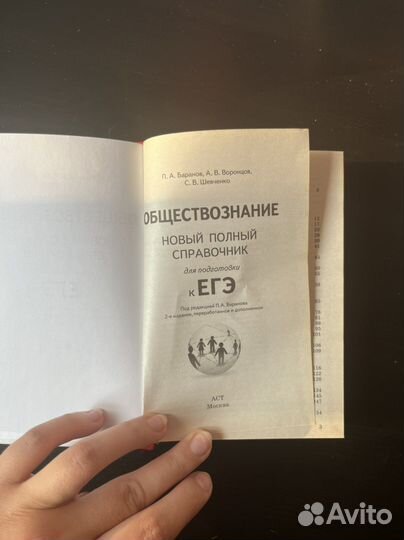 П. А. Баранов, А. В. Воронцов,
С. В. Шевченко
ОБЩЕСТВОЗНАНИЕ
НОВЫЙ ПОЛНЫЙ
СПРАВОЧНИК
для подготовки
к ЕГЭ
Под редакцией П.А. Баранова
2-е издание, переработанное и дополненное
АСТ
Москва
Avito